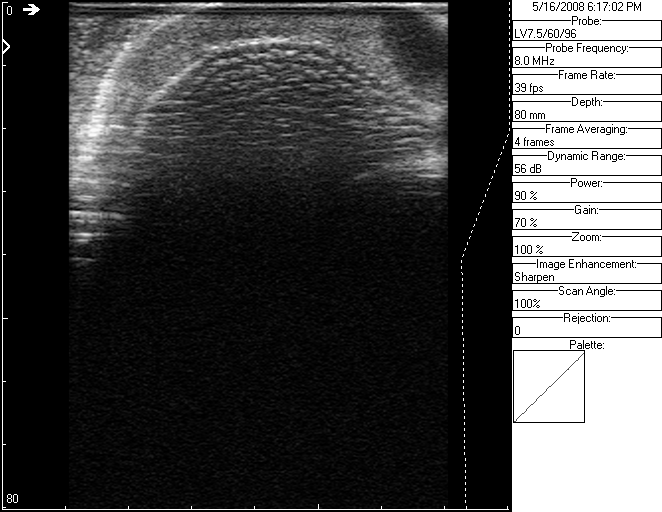 0
80
5/16/2008 6:17:02 PM
Probe:
LV7.5/60/96
Probe Frequency:
8.0 MHz
Frame Rate:
39 fps
Depth:
80 mm
Frame Averaging:
4 frames
Dynamic Range:
56 dB
Power:
90 %
Gain:
70 %
Zoom:
100 %
Image Enhancement:
Sharpen
Scan Angle:
100%
Rejection:
0
Palette: